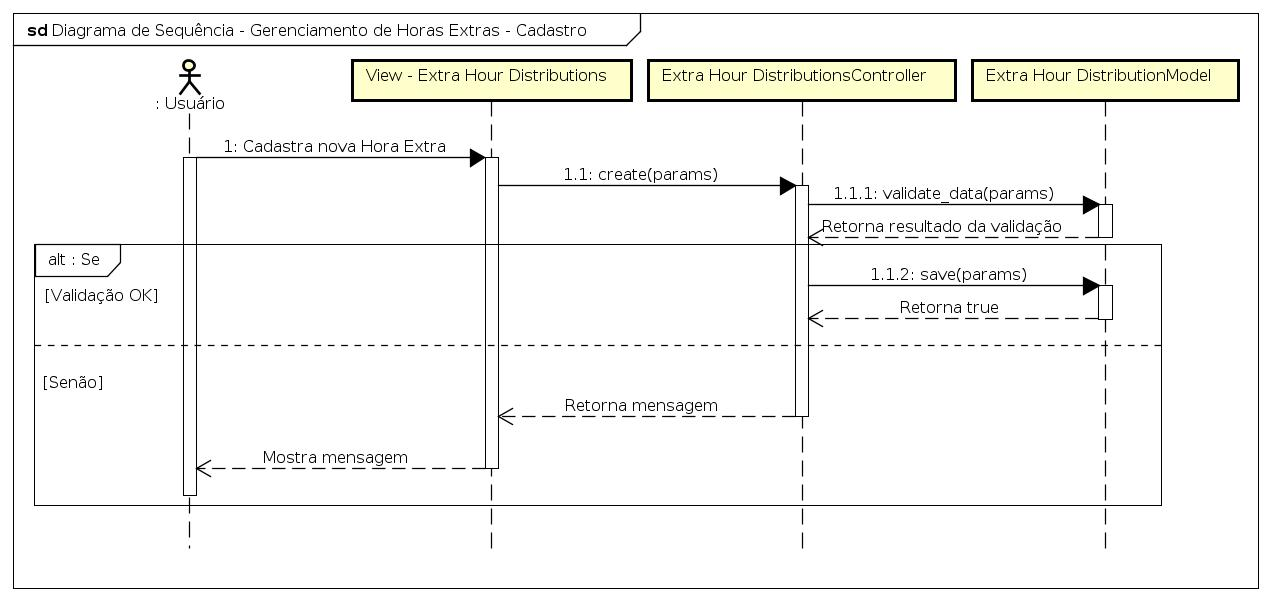 sd Diagrama de Sequência - Gerenciamento de Horas Extras - Cadastro
: Usuário
View - Extra Hour Distributions
Extra Hour DistributionsController
Extra Hour DistributionModel
1: Cadastra nova Hora Extra
1.1: create(params)
1.1.1: validate_data(params)
Retorna resultado da validação
alt : Se
[Validação OK]
1.1.2: save(params)
Retorna true
[Senão]
Retorna mensagem
Mostra mensagem